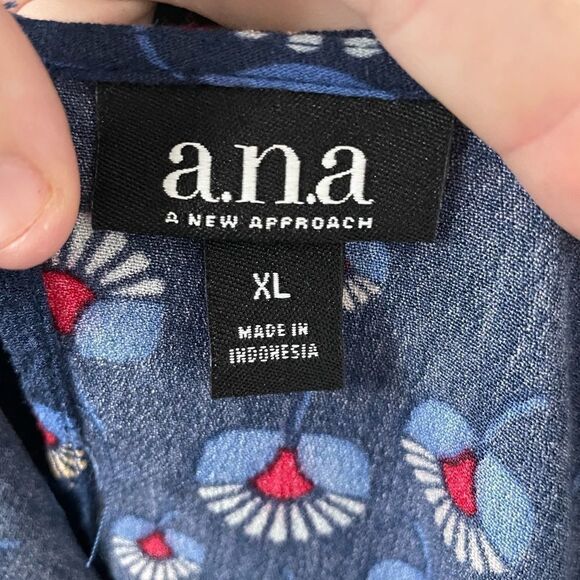 a.n.a
A NEW APPROACH
XL
MADE IN
INDONESIA